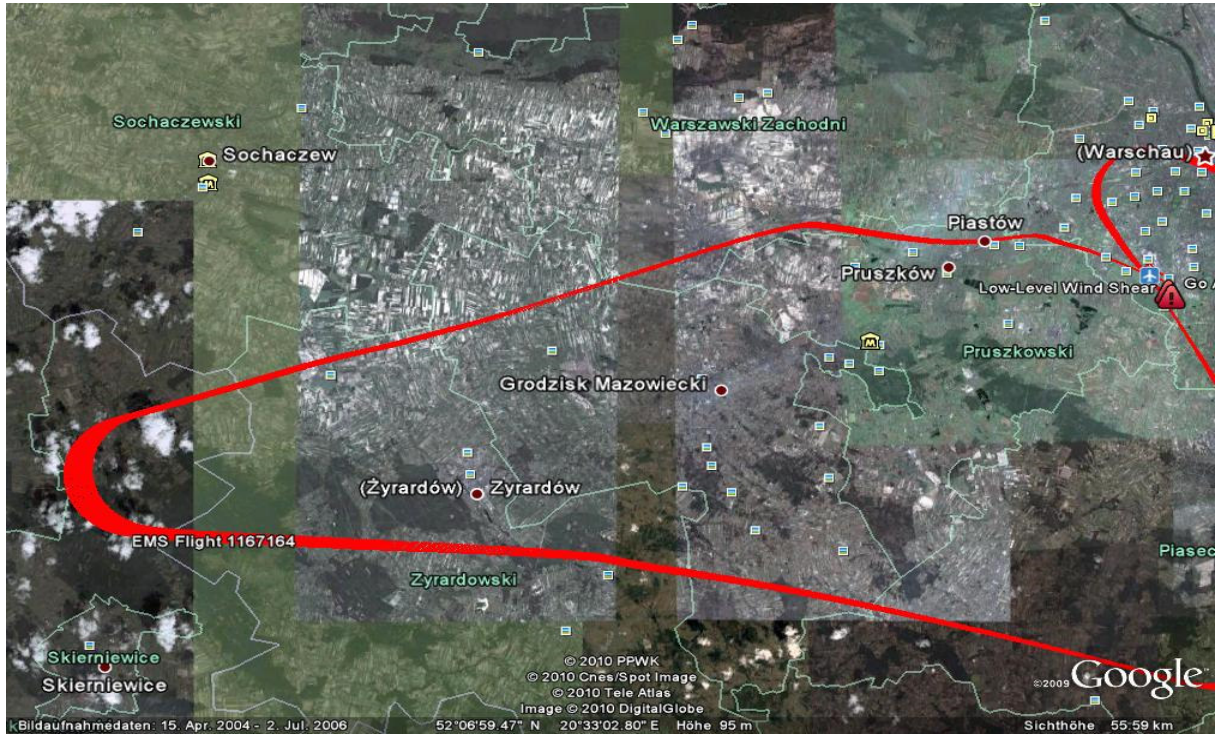 Sochaczewski
Sochaczew
Warszawski Zachodni
(Warschau)
Piastów
Pruszków
Low-Level Wind Shear
Go A
Pruszkowski
Grodzisk Mazowiecki
(Żyrardów) Żyrardów
EMS Flight 1167164
Zyrardowski
Piasec
Skierniewice
Skierniewice
© 2010 PPWK
© 2010 Cnes/Spot Image
© 2010 Tele Atlas
Image © 2010 DigitalGlobe
©2009 Google™
Bildaufnahmedaten: 15. Apr. 2004 - 2. Jul. 2006 52°06'59.47" N 20°33'02.80" E Höhe 95 m Sichthöhe 55.59 km